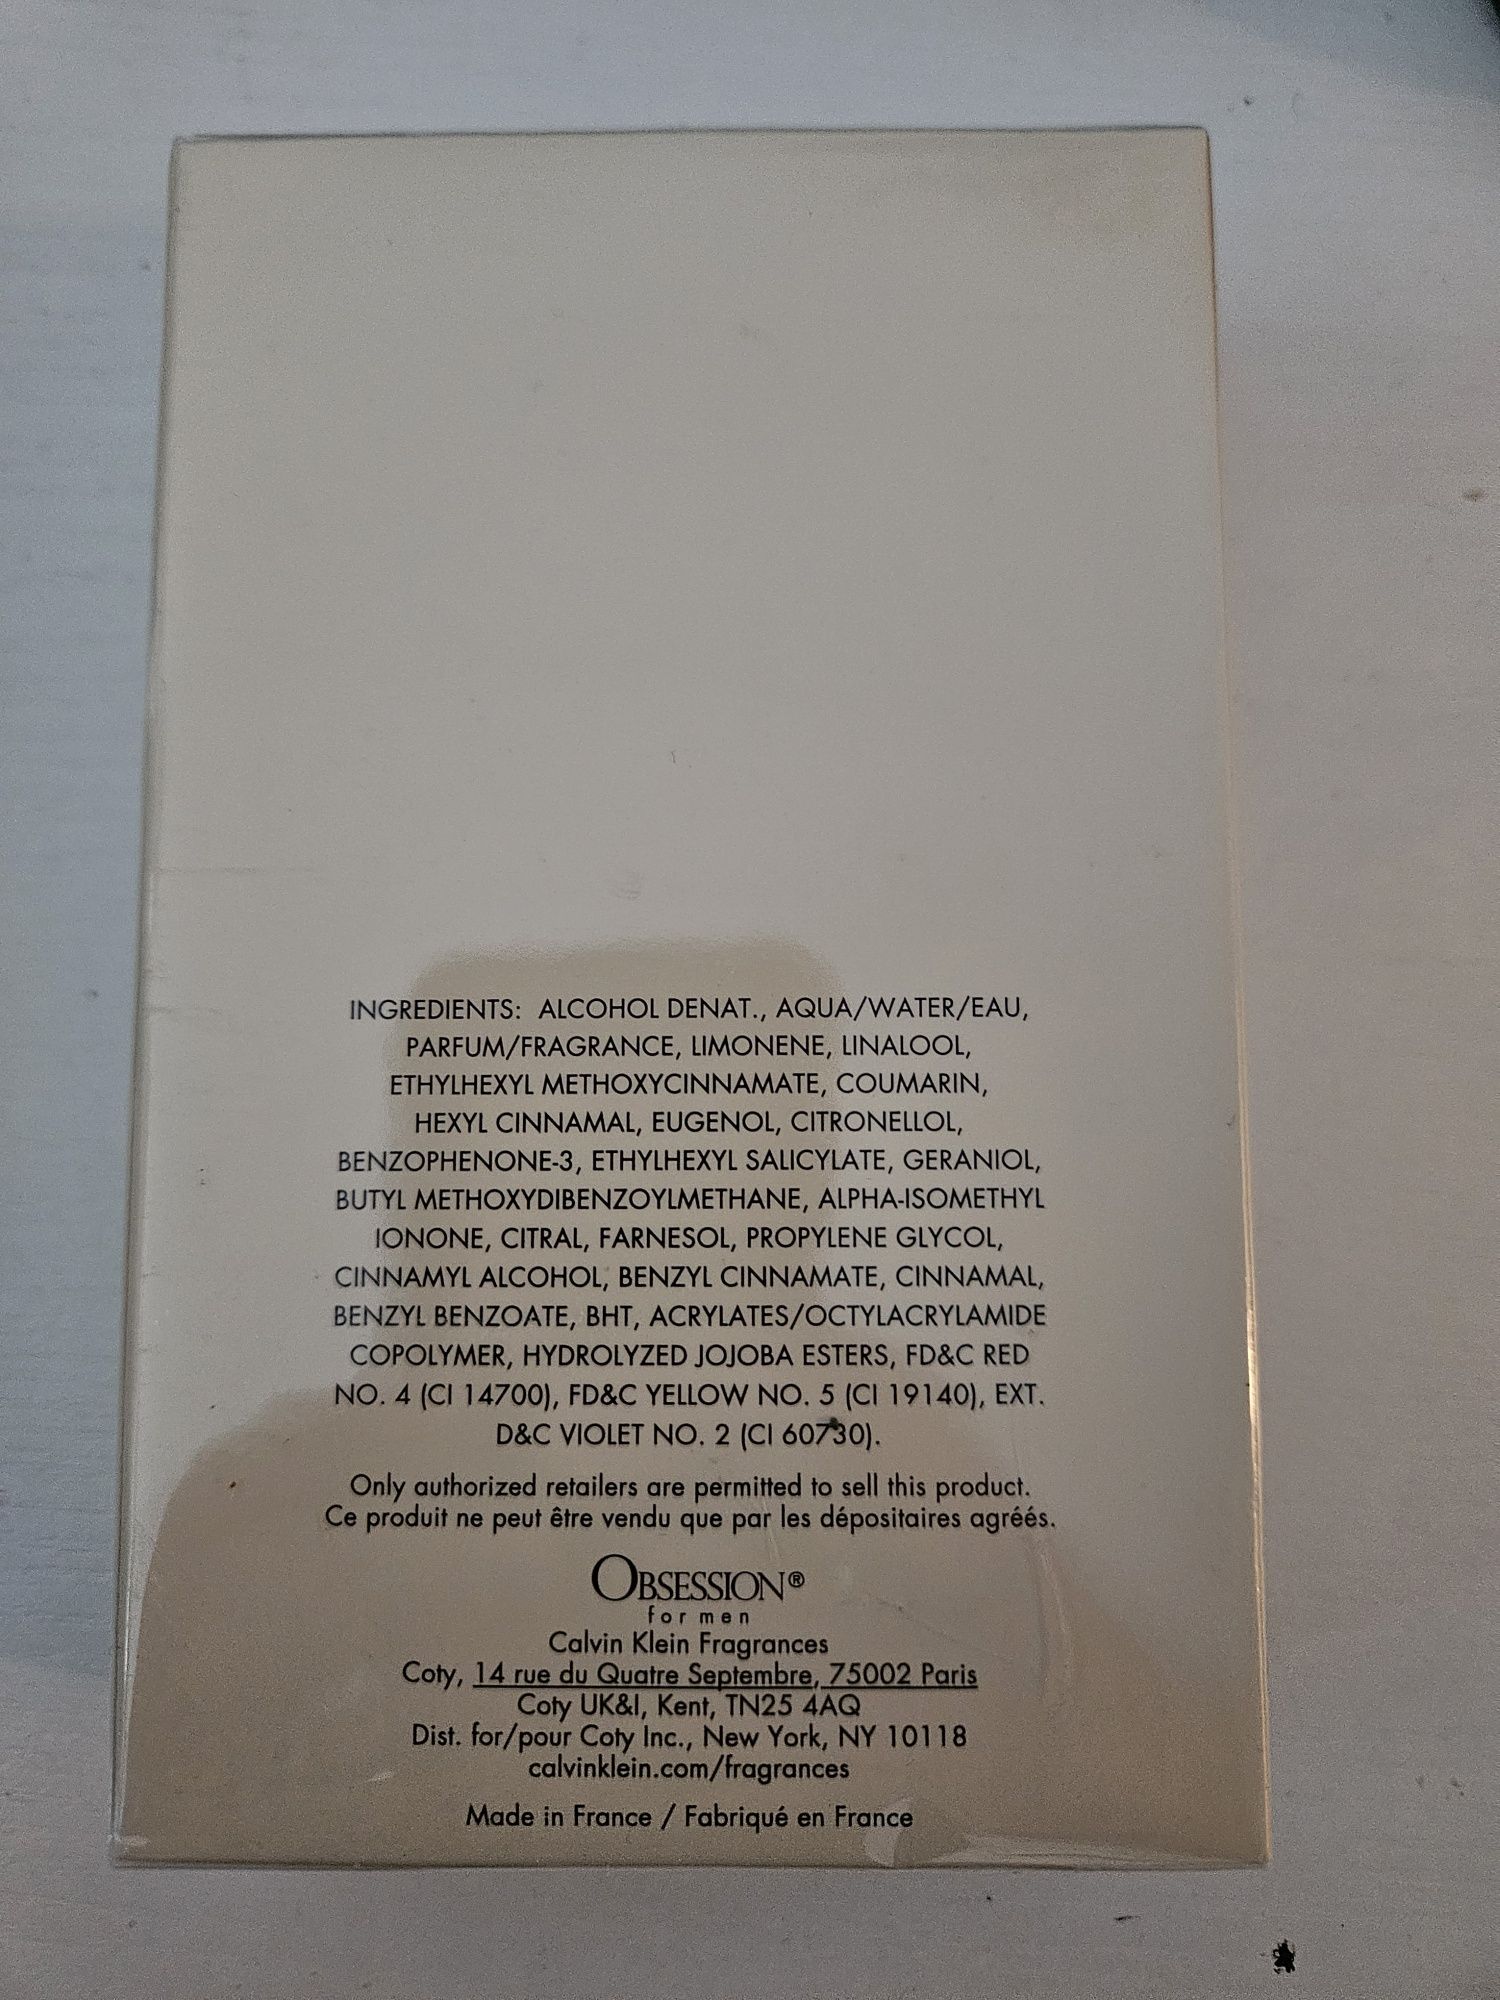 INGREDIENTS: ALCOHOL DENAT., AQUA/WATER/EAU,
PARFUM/FRAGRANCE, LIMONENE, LINALOOL,
ETHYLHEXYL METHOXYCINNAMATE, COUMARIN,
HEXYL CINNAMAL, EUGENOL, CITRONELLOL,
BENZOPHENONE-3, ETHYLHEXYL SALICYLATE, GERANIOL,
BUTYL METHOXYDIBENZOYLMETHANE, ALPHA-ISOMETHYL
IONONE, CITRAL, FARNESOL, PROPYLENE GLYCOL,
CINNAMYL ALCOHOL, BENZYL CINNAMATE, CINNAMAL,
BENZYL BENZOATE, BHT, ACRYLATES/OCTYLACRYLAMIDE
COPOLYMER, HYDROLYZED JOJOBA ESTERS, FD&C RED
NO. 4 (CI 14700), FD&C YELLOW NO. 5 (CI 19140), EXT.
D&C VIOLET NO. 2 (CI 60730).
Only authorized retailers are permitted to sell this product.
Ce produit ne peut être vendu que par les dépositaires agréés.
OBSESSION®
for men
Calvin Klein Fragrances
Coty, 14 rue du Quatre Septembre, 75002 Paris
Coty UK&I, Kent, TN25 4AQ
Dist. for/pour Coty Inc., New York, NY 10118
calvinklein.com/fragrances
Made in France / Fabriqué en France